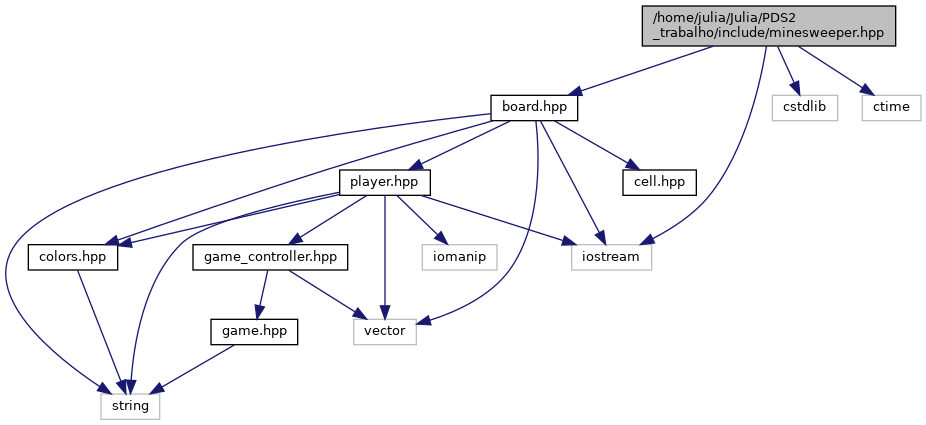 /home/julia/Julia/PDS2
_trabalho/include/minesweeper.hpp
board.hpp
cstdlib
ctime
player.hpp
cell.hpp
colors.hpp
game_controller.hpp
iomanip
iostream
game.hpp
vector
string